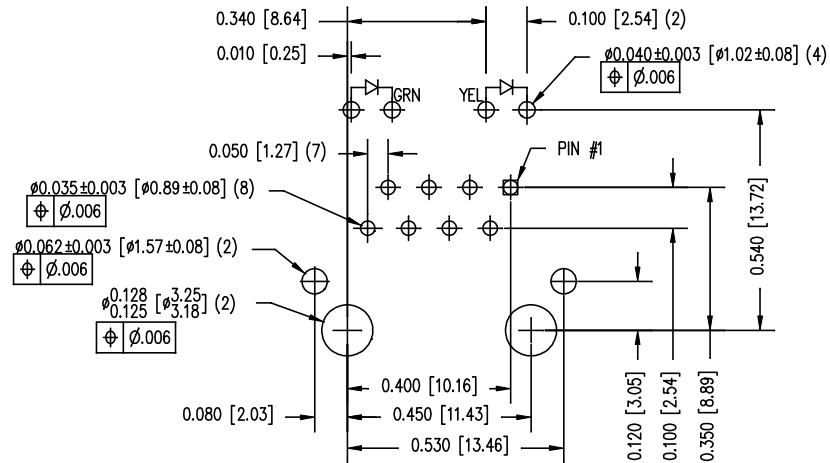 0.340 [8.64]
0.100 [2.54] (2)
0.010 [0.25]
ø0.040±0.003 [ø1.02±0.08] (4)
⌖ Ø.006
GRN
YEL
0.050 [1.27] (7)
PIN #1
ø0.035±0.003 [ø0.89±0.08] (8)
⌖ Ø.006
ø0.062±0.003 [ø1.57±0.08] (2)
⌖ Ø.006
ø0.128 0.125 [ø3.25 3.18] (2)
⌖ Ø.006
0.540 [13.72]
0.400 [10.16]
0.080 [2.03]
0.450 [11.43]
0.530 [13.46]
0.120 [3.05]
0.100 [2.54]
0.350 [8.89]